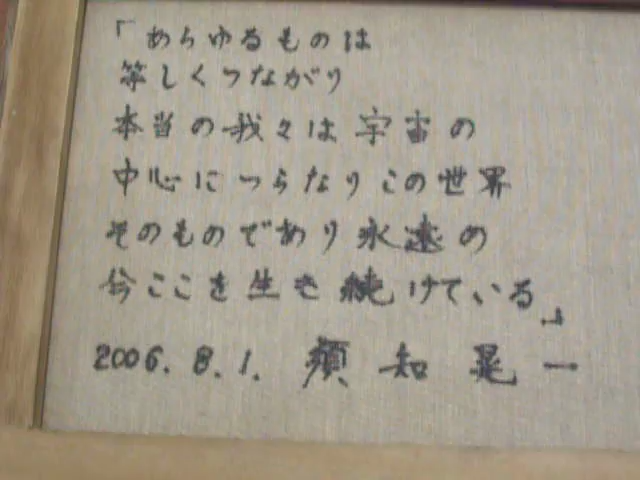 「あらゆるものは
等しくつながり
本当の我々は宇宙の
中心につらなりこの世界
そのものであり永遠の
今ここを生き続けている」
2006.8.1. 須知晃一